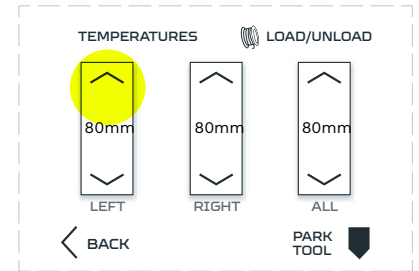 TEMPERATURES LOAD/UNLOAD
80mm 80mm 80mm
LEFT RIGHT ALL
BACK
PARK
TOOL